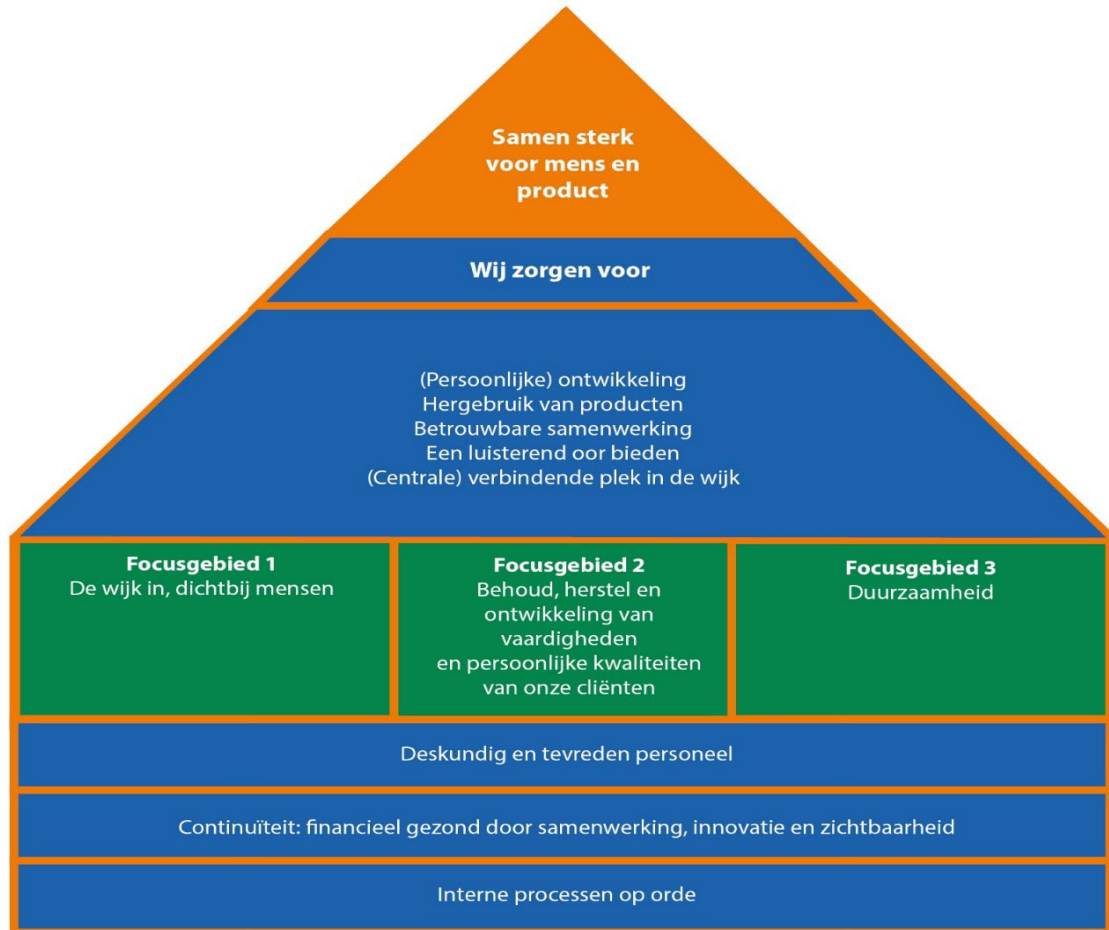 Samen sterk
voor mens en
product
Wij zorgen voor
(Persoonlijke) ontwikkeling
Hergebruik van producten
Betrouwbare samenwerking
Een luisterend oor bieden
(Centrale) verbindende plek in de wijk
Focusgebied 1
De wijk in, dichtbij mensen
Focusgebied 2
Behoud, herstel en
ontwikkeling van
vaardigheden
en persoonlijke kwaliteiten
van onze cliënten
Focusgebied 3
Duurzaamheid
Deskundig en tevreden personeel
Continuïteit: financieel gezond door samenwerking, innovatie en zichtbaarheid
Interne processen op orde